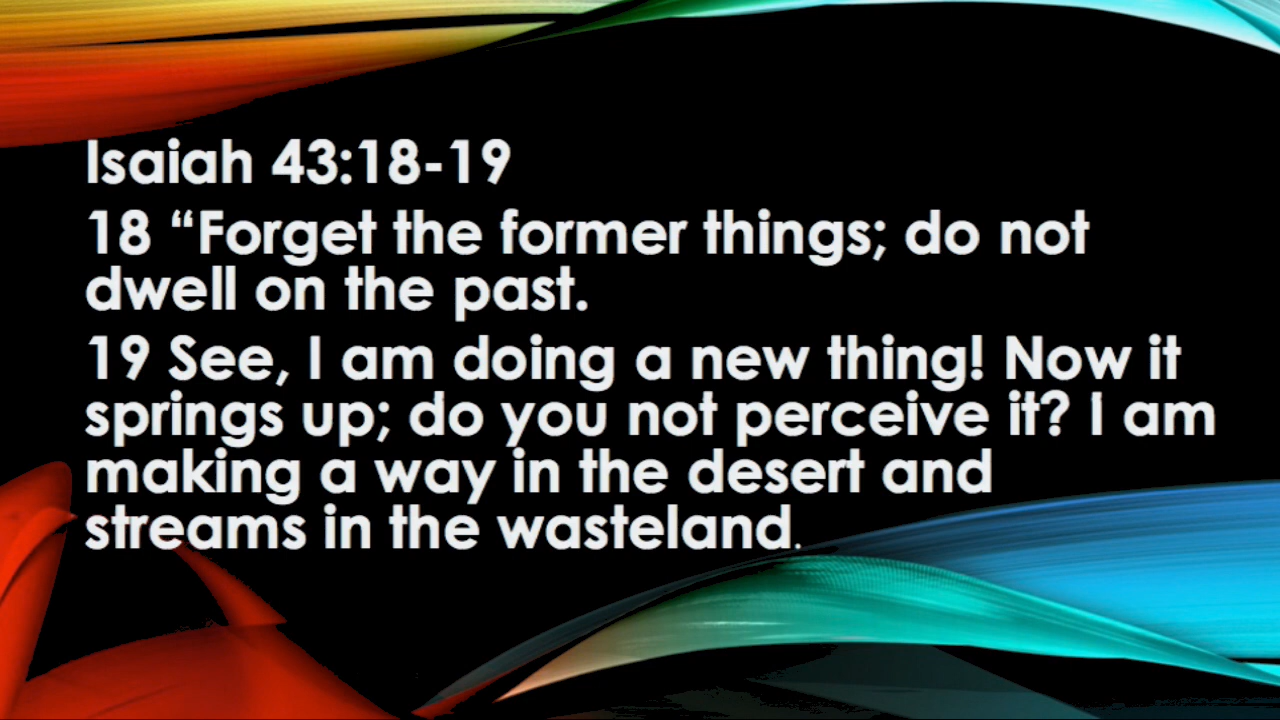 Isaiah 43:18-19
18 “Forget the former things; do not
dwell on the past.
19 See, I am doing a new thing! Now it
springs up; do you not perceive it? I am
making a way in the desert and
streams in the wasteland.